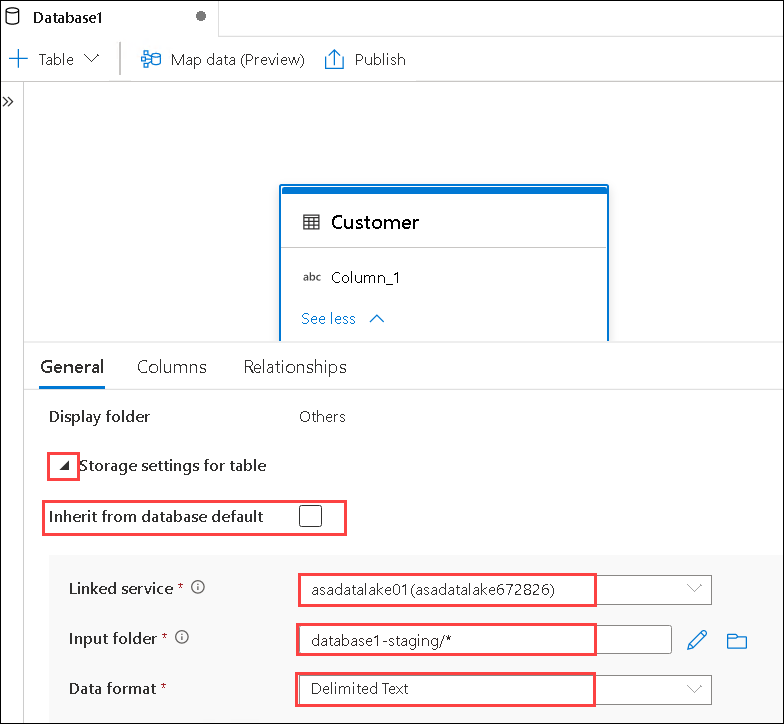 Database1
Table
Map data (Preview)
Publish
Customer
abc Column_1
See less
General Columns Relationships
Display folder Others
Storage settings for table
Inherit from database default
Linked service * asadatalake01(asadatalake672826)
Input folder * database1-staging/*
Data format * Delimited Text